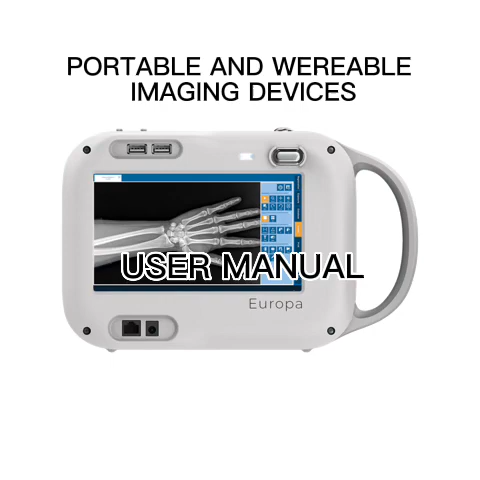 PORTABLE AND WEREABLE
IMAGING DEVICES
USER MANUAL
Europa